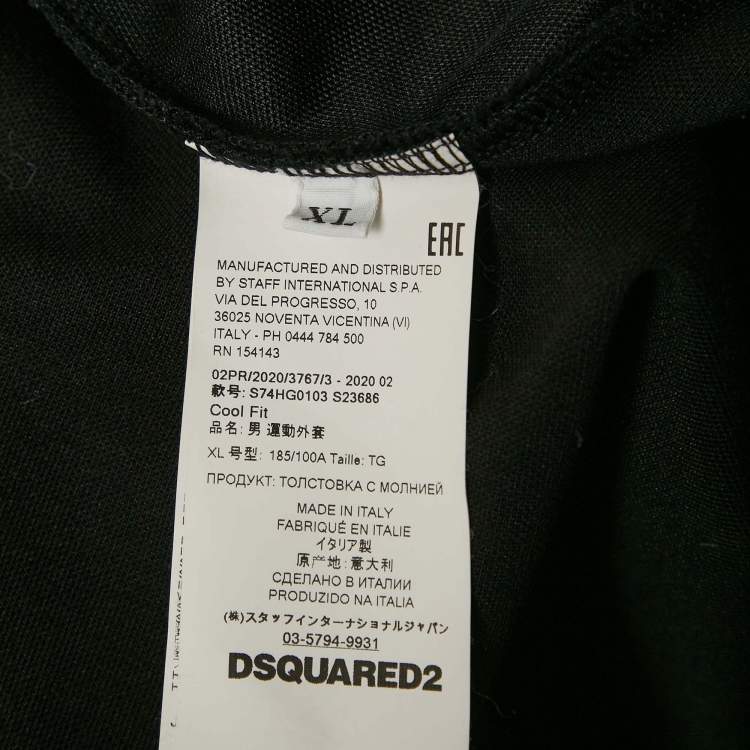 XL
EAC
MANUFACTURED AND DISTRIBUTED
BY STAFF INTERNATIONAL S.P.A.
VIA DEL PROGRESSO, 10
36025 NOVENTA VICENTINA (VI)
ITALY - PH 0444 784 500
RN 154143
02PR/2020/3767/3 - 2020 02
款号: S74HG0103 S23686
Cool Fit
品名: 男 運動外套
XL 号型: 185/100A Taille: TG
ПРОДУКТ: ТОЛСТОВКА С МОЛНИЕЙ
MADE IN ITALY
FABRIQUÉ EN ITALIE
イタリア製
原产地: 意大利
СДЕЛАНО В ИТАЛИИ
PRODUZIDO NA ITALIA
(株)スタッフインターナショナルジャパン
03-5794-9931
DSQUARED2